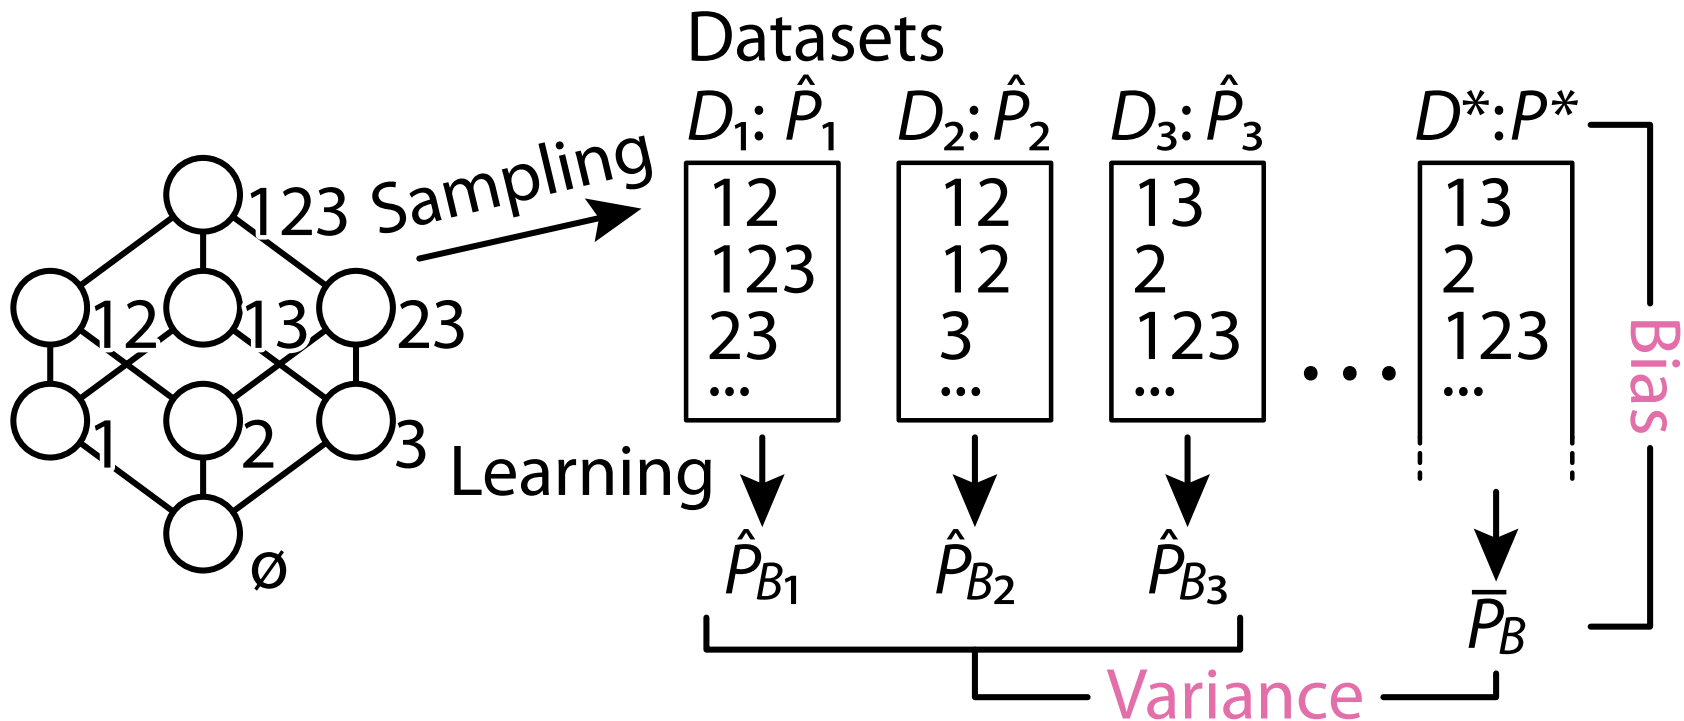 Datasets
D₁: P̂₁
D₂: P̂₂
D₃: P̂₃
D*:P*
Sampling
123
12
13
23
1
2
3
ø
12
123
23
...
12
12
3
...
13
2
123
...
...
13
2
123
...
Bias
Learning
P̂B₁
P̂B₂
P̂B₃
P̅B
Variance